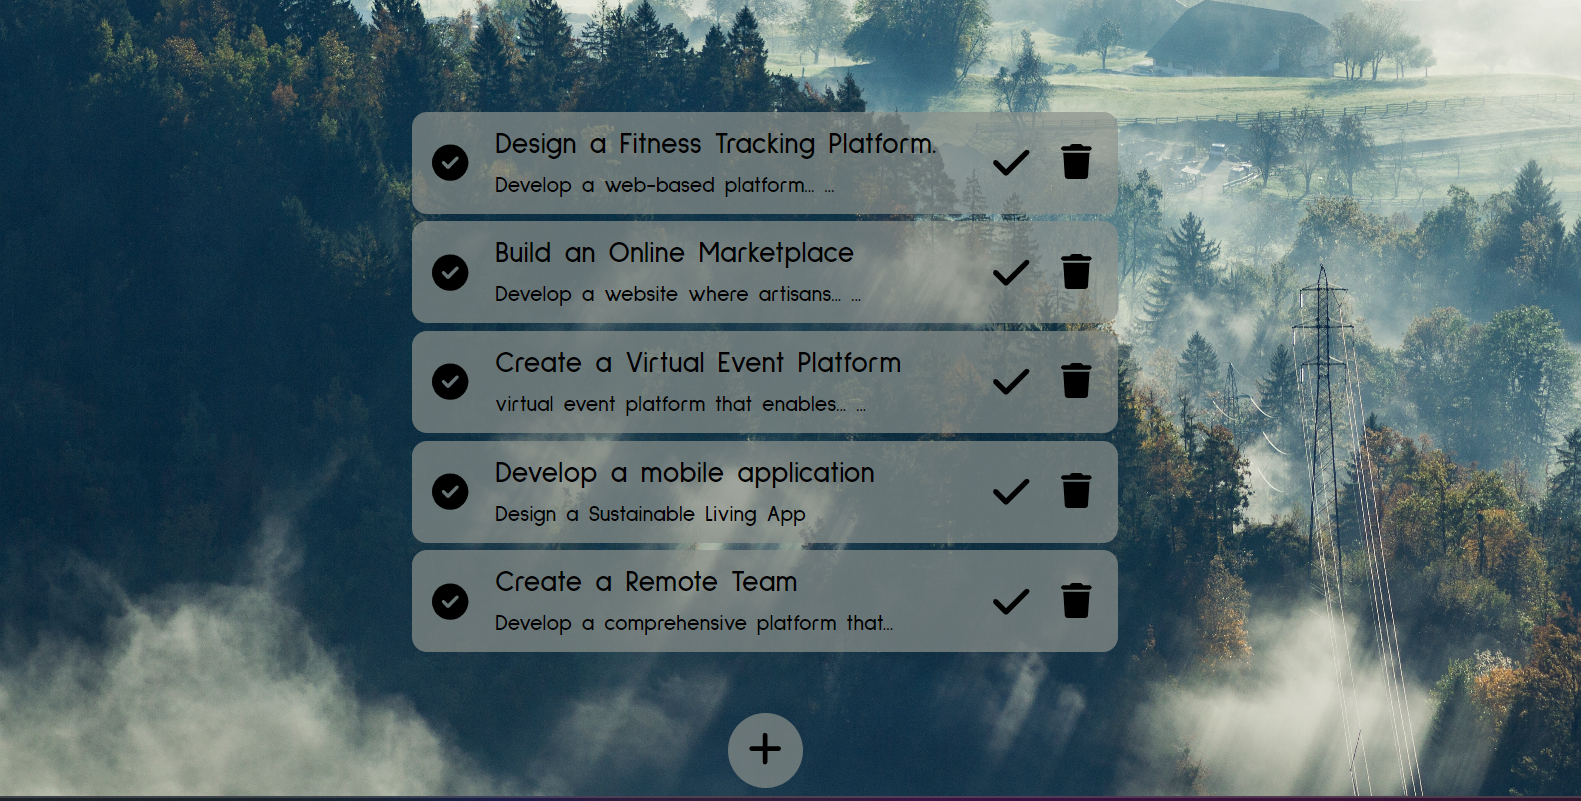 Design a Fitness Tracking Platform.
Develop a web-based platform... ...
Build an Online Marketplace
Develop a website where artisans... ...
Create a Virtual Event Platform
virtual event platform that enables... ...
Develop a mobile application
Design a Sustainable Living App
Create a Remote Team
Develop a comprehensive platform that...